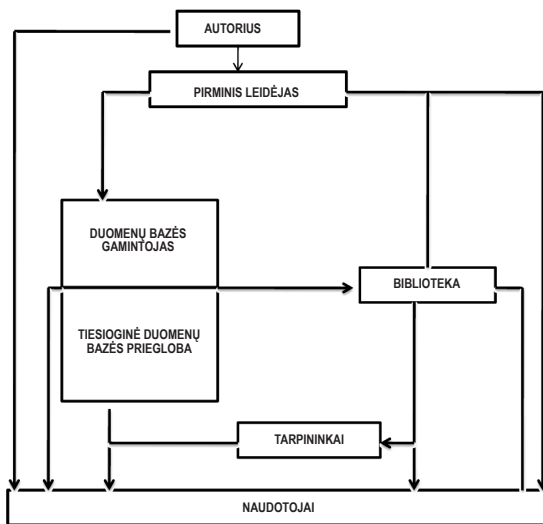 AUTORIUS
PIRMINIS LEIDĖJAS
DUOMENŲ BAZĖS
GAMINTOJAS
BIBLIOTEKA
TIESIOGINĖ DUOMENŲ
BAZĖS PRIEGLOBA
TARPININKAI
NAUDOTOJAI